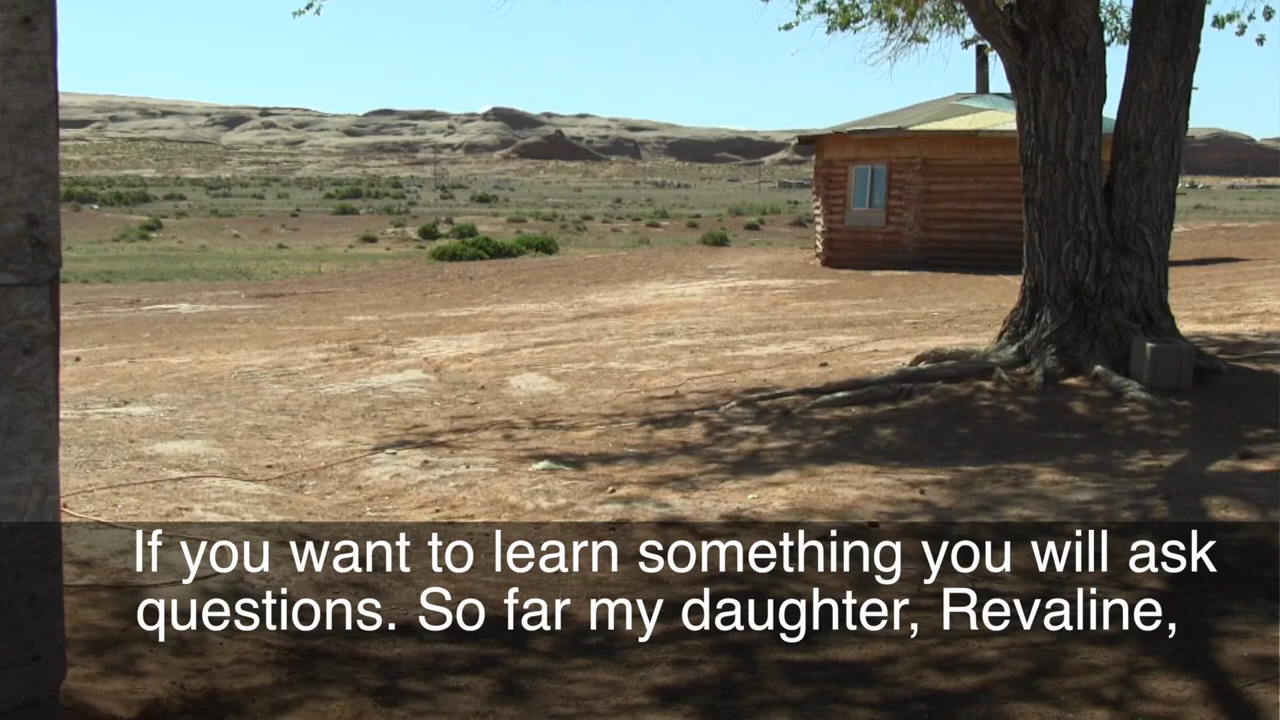 If you want to learn something you will ask
questions. So far my daughter, Revaline,